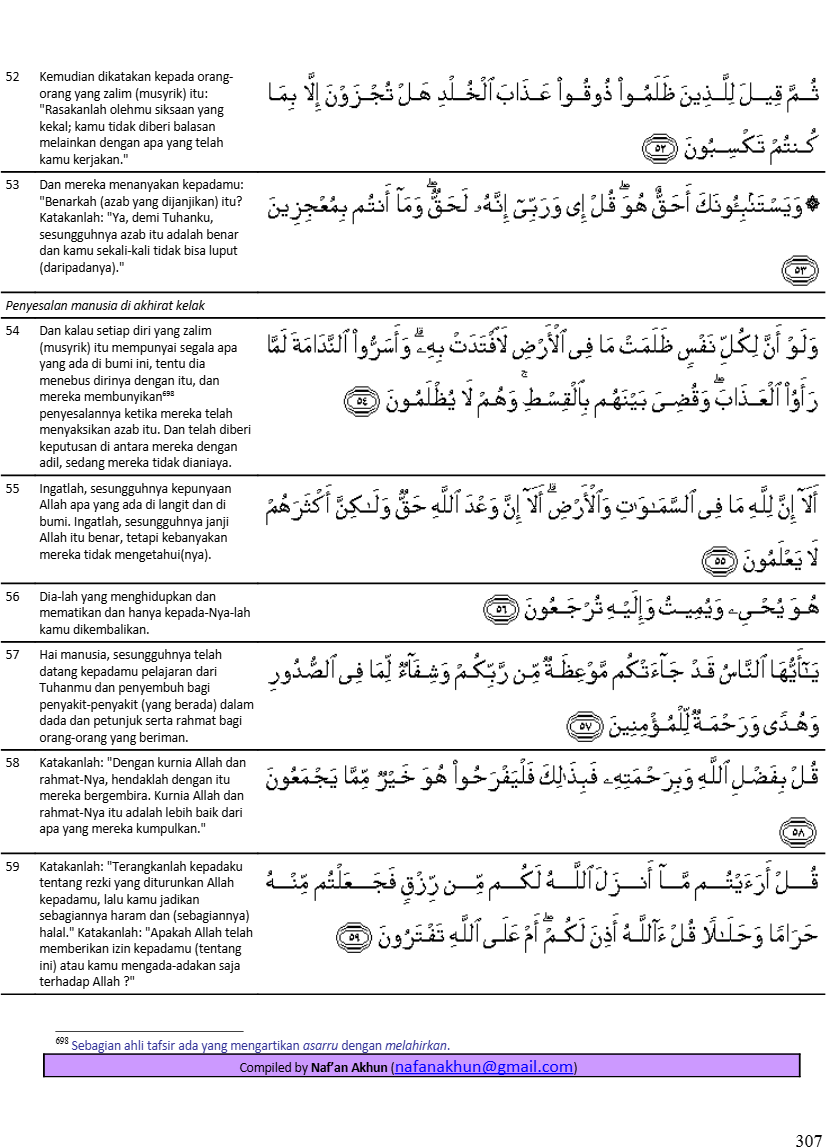 52 Kemudian dikatakan kepada orang-
orang yang zalim (musyrik) itu:
"Rasakanlah olehmu siksaan yang
kekal; kamu tidak diberi balasan
melainkan dengan apa yang telah
kamu kerjakan."
ثُمَّ قِيلَ لِلَّذِينَ ظَلَمُوا۟ ذُوقُوا۟ عَذَابَ ٱلْخُلْدِ هَلْ تُجْزَوْنَ إِلَّا بِمَا
كُنتُمْ تَكْسِبُونَ ٥٢
53 Dan mereka menanyakan kepadamu:
"Benarkah (azab yang dijanjikan) itu?
Katakanlah: "Ya, demi Tuhanku,
sesungguhnya azab itu adalah benar
dan kamu sekali-kali tidak bisa luput
(daripadanya)."
۞ وَيَسْتَنۢبِـُٔونَكَ أَحَقٌّ هُوَ ۖ قُلْ إِى وَرَبِّىٓ إِنَّهُۥ لَحَقٌّ ۖ وَمَآ أَنتُم بِمُعْجِزِينَ
٥٣
Penyesalan manusia di akhirat kelak
54 Dan kalau setiap diri yang zalim
(musyrik) itu mempunyai segala apa
yang ada di bumi ini, tentu dia
menebus dirinya dengan itu, dan
mereka membunyikan698
penyesalannya ketika mereka telah
menyaksikan azab itu. Dan telah diberi
keputusan di antara mereka dengan
adil, sedang mereka tidak dianiaya.
وَلَوْ أَنَّ لِكُلِّ نَفْسٍ ظَلَمَتْ مَا فِى ٱلْأَرْضِ لَٱفْتَدَتْ بِهِۦ ۗ وَأَسَرُّوا۟ ٱلنَّدَامَةَ لَمَّا
رَأَوُا۟ ٱلْعَذَابَ ۖ وَقُضِىَ بَيْنَهُم بِٱلْقِسْطِ ۚ وَهُمْ لَا يُظْلَمُونَ ٥٤
55 Ingatlah, sesungguhnya kepunyaan
Allah apa yang ada di langit dan di
bumi. Ingatlah, sesungguhnya janji
Allah itu benar, tetapi kebanyakan
mereka tidak mengetahui(nya).
أَلَآ إِنَّ لِلَّهِ مَا فِى ٱلسَّمَـٰوَٰتِ وَٱلْأَرْضِ ۗ أَلَآ إِنَّ وَعْدَ ٱللَّهِ حَقٌّ وَلَـٰكِنَّ أَكْثَرَهُمْ
لَا يَعْلَمُونَ ٥٥
56 Dia-lah yang menghidupkan dan
mematikan dan hanya kepada-Nya-lah
kamu dikembalikan.
هُوَ يُحْىِۦ وَيُمِيتُ وَإِلَيْهِ تُرْجَعُونَ ٥٦
57 Hai manusia, sesungguhnya telah
datang kepadamu pelajaran dari
Tuhanmu dan penyembuh bagi
penyakit-penyakit (yang berada) dalam
dada dan petunjuk serta rahmat bagi
orang-orang yang beriman.
يَـٰٓأَيُّهَا ٱلنَّاسُ قَدْ جَآءَتْكُم مَّوْعِظَةٌ مِّن رَّبِّكُمْ وَشِفَآءٌ لِّمَا فِى ٱلصُّدُورِ
وَهُدًى وَرَحْمَةٌ لِّلْمُؤْمِنِينَ ٥٧
58 Katakanlah: "Dengan kurnia Allah dan
rahmat-Nya, hendaklah dengan itu
mereka bergembira. Kurnia Allah dan
rahmat-Nya itu adalah lebih baik dari
apa yang mereka kumpulkan."
قُلْ بِفَضْلِ ٱللَّهِ وَبِرَحْمَتِهِۦ فَبِذَٰلِكَ فَلْيَفْرَحُوا۟ هُوَ خَيْرٌ مِّمَّا يَجْمَعُونَ
٥٨
59 Katakanlah: "Terangkanlah kepadaku
tentang rezki yang diturunkan Allah
kepadamu, lalu kamu jadikan
sebagiannya haram dan (sebagiannya)
halal." Katakanlah: "Apakah Allah telah
memberikan izin kepadamu (tentang
ini) atau kamu mengada-adakan saja
terhadap Allah ?"
قُلْ أَرَءَيْتُم مَّآ أَنزَلَ ٱللَّهُ لَكُم مِّن رِّزْقٍ فَجَعَلْتُم مِّنْهُ
حَرَامًا وَحَلَـٰلًا قُلْ ءَآللَّهُ أَذِنَ لَكُمْ ۖ أَمْ عَلَى ٱللَّهِ تَفْتَرُونَ ٥٩
698 Sebagian ahli tafsir ada yang mengartikan asarru dengan melahirkan.
Compiled by Naf’an Akhun (nafanakhun@gmail.com)
307